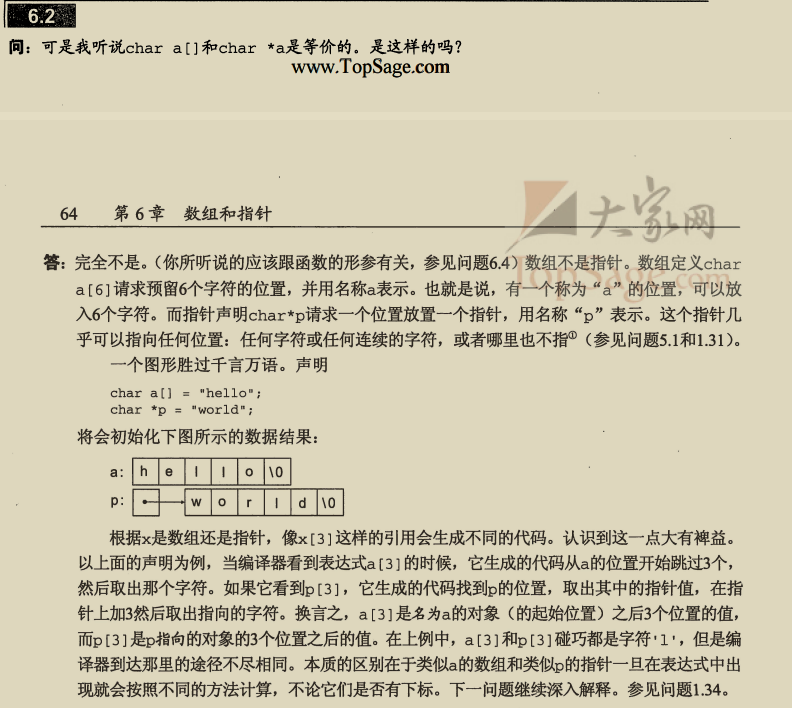 6.2
问：可是我听说char a[]和char *a是等价的。是这样的吗？
www.TopSage.com
64 第6章 数组和指针
大家网
TopSage.com
答：完全不是。（你所听说的应该跟函数的形参有关，参见问题6.4）数组不是指针。数组定义char
a[6]请求预留6个字符的位置，并用名称a表示。也就是说，有一个称为“a”的位置，可以放
入6个字符。而指针声明char*p请求一个位置放置一个指针，用名称“p”表示。这个指针几
乎可以指向任何位置：任何字符或任何连续的字符，或者哪里也不指①（参见问题5.1和1.31）。
一个图形胜过千言万语。声明
char a[] = "hello";
char *p = "world";
将会初始化下图所示的数据结果：
a: h e l l o \0
p: w o r l d \0
根据x是数组还是指针，像x[3]这样的引用会生成不同的代码。认识到这一点大有裨益。
以上面的声明为例，当编译器看到表达式a[3]的时候，它生成的代码从a的位置开始跳过3个，
然后取出那个字符。如果它看到p[3]，它生成的代码找到p的位置，取出其中的指针值，在指
针上加3然后取出指向的字符。换言之，a[3]是名为a的对象（的起始位置）之后3个位置的值，
而p[3]是p指向的对象的3个位置之后的值。在上例中，a[3]和p[3]碰巧都是字符'l'，但是编
译器到达那里的途径不尽相同。本质的区别在于类似a的数组和类似p的指针一旦在表达式中出
现就会按照不同的方法计算，不论它们是否有下标。下一问题继续深入解释。参见问题1.34。